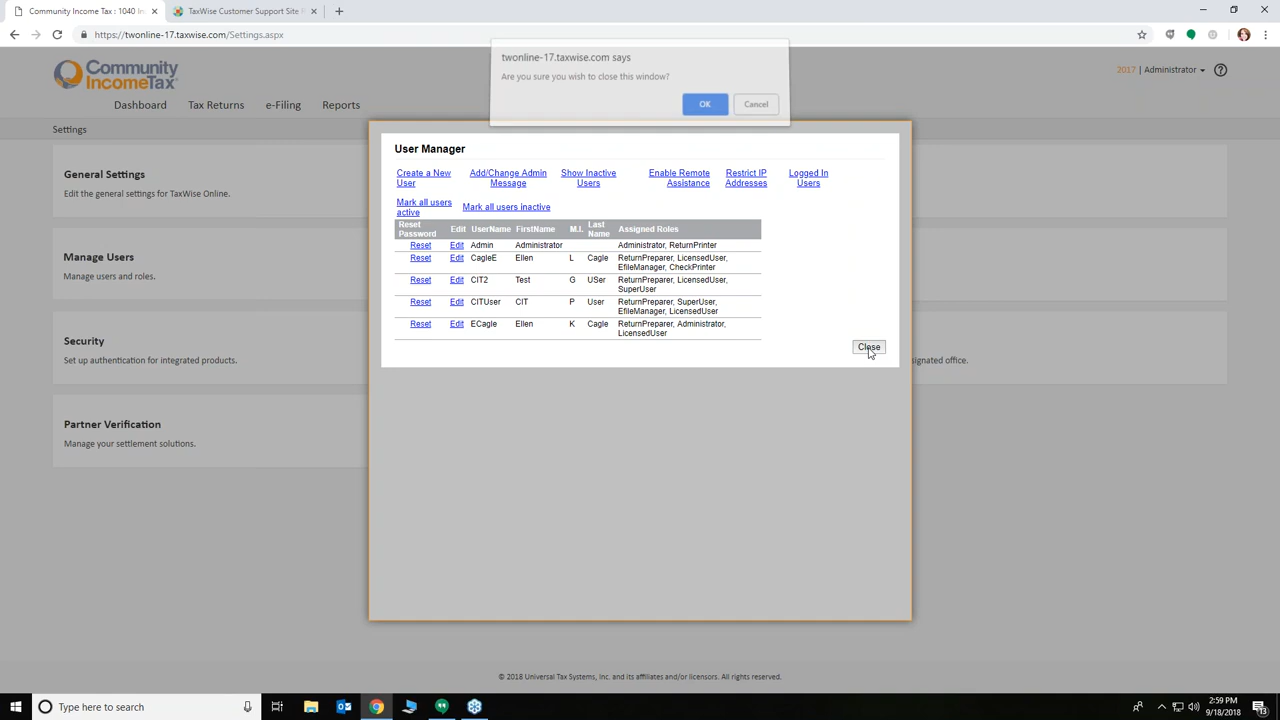 Community Income Tax : 1040 In
TaxWise Customer Support Site P
https://twonline-17.taxwise.com/Settings.aspx
twonline-17.taxwise.com says
Are you sure you wish to close this window?
OK Cancel
Community
IncomeTax
2017 | Administrator
Dashboard Tax Returns e-Filing Reports
Settings
User Manager
Create a New
User
Add/Change Admin
Message
Show Inactive
Users
Enable Remote
Assistance
Restrict IP
Addresses
Logged In
Users
Mark all users
active
Mark all users inactive
Reset
Password
Edit UserName FirstName M.I. Last
Name
Assigned Roles
Reset Edit Admin Administrator Administrator, ReturnPrinter
Reset Edit CagleE Ellen L Cagle ReturnPreparer, LicensedUser,
EfileManager, CheckPrinter
Reset Edit CIT2 Test G USer ReturnPreparer, LicensedUser,
SuperUser
Reset Edit CITUser CIT P User ReturnPreparer, SuperUser,
EfileManager, LicensedUser
Reset Edit ECagle Ellen K Cagle ReturnPreparer, Administrator,
LicensedUser
Close
General Settings
Edit the general settings for TaxWise Online.
Manage Users
Manage users and roles.
Security
Set up authentication for integrated products.
ignated office.
Partner Verification
Manage your settlement solutions.
© 2018 Universal Tax Systems, Inc. and its affiliates and/or licensors. All rights reserved.
Type here to search
2:59 PM
9/18/2018